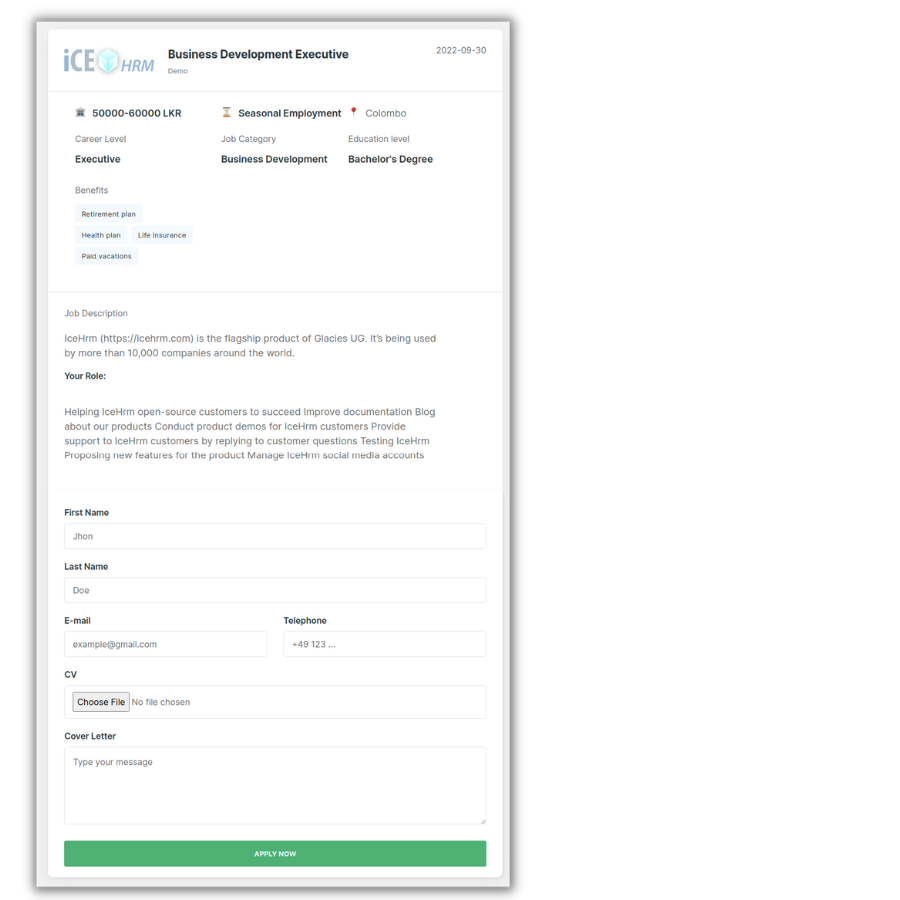 iCE HRM
Business Development Executive
2022-09-30
Demo
50000-60000 LKR
Seasonal Employment
Colombo
Career Level
Job Category
Education level
Executive
Business Development
Bachelor's Degree
Benefits
Retirement plan
Health plan
Life insurance
Paid vacations
Job Description
IceHrm (https://icehrm.com) is the flagship product of Glacies UG. It's being used
by more than 10,000 companies around the world.
Your Role:
Helping IceHrm open-source customers to succeed Improve documentation Blog
about our products Conduct product demos for IceHrm customers Provide
support to IceHrm customers by replying to customer questions Testing IceHrm
Proposing new features for the product Manage IceHrm social media accounts
First Name
Jhon
Last Name
Doe
E-mail
Telephone
example@gmail.com
+49 123 ...
CV
Choose File No file chosen
Cover Letter
Type your message
APPLY NOW